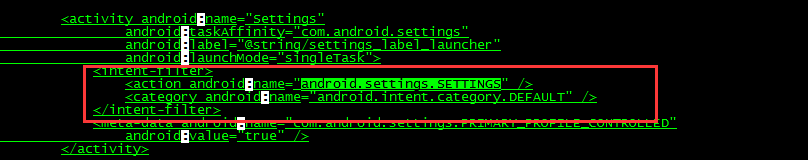 <activity android:name="Settings"
android:taskAffinity="com.android.settings"
android:label="@string/settings_label_launcher"
android:launchMode="singleTask">
<intent-filter>
<action android:name="android.settings.SETTINGS" />
<category android:name="android.intent.category.DEFAULT" />
</intent-filter>
<meta-data android:name="com.android.settings.PRIMARY_PROFILE_CONTROLLED"
android:value="true" />
</activity>